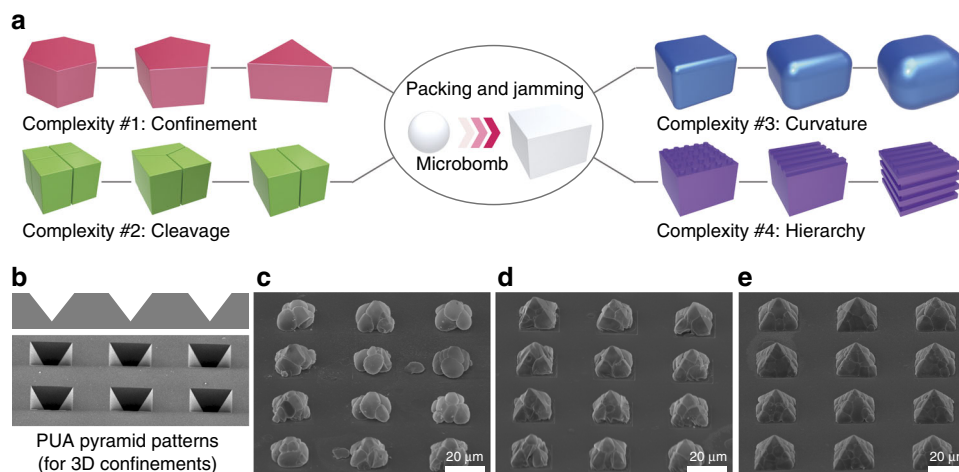 a
Packing and jamming
Microbomb
Complexity #1: Confinement
Complexity #2: Cleavage
Complexity #3: Curvature
Complexity #4: Hierarchy
b
PUA pyramid patterns
(for 3D confinements)
c
20 μm
d
20 μm
e
20 μm